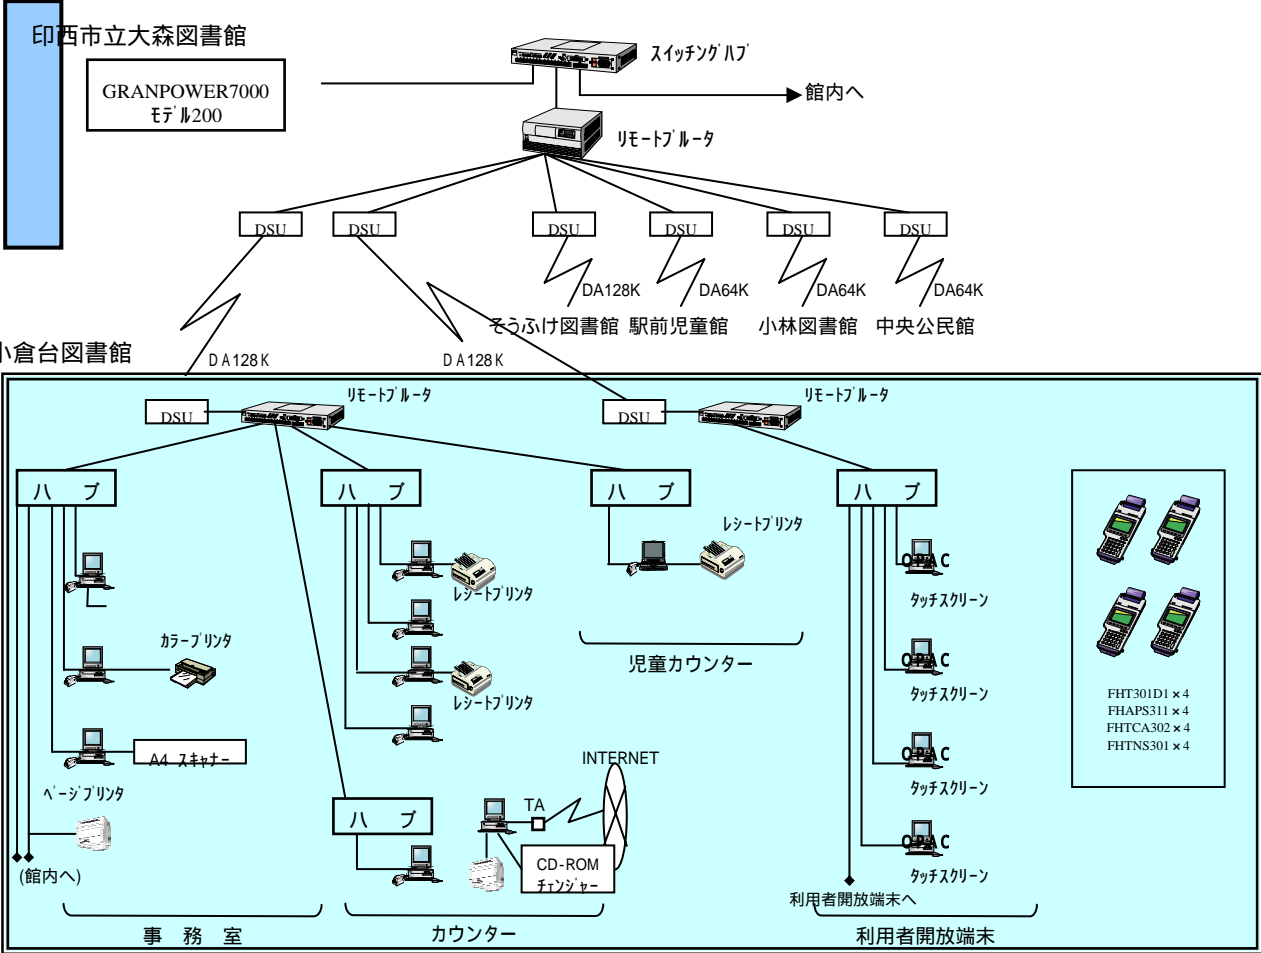 印西市立大森図書館
スイッチングハブ
GRANPOWER7000
モデル200
館内へ
リモートブルータ
DSU
DSU
DSU
DSU
DSU
DSU
DA128K
DA64K
DA64K
DA64K
そうふけ図書館
駅前児童館
小林図書館
中央公民館
小倉台図書館
DA128K
DA128K
リモートブルータ
リモートブルータ
DSU
DSU
ハ ブ
ハ ブ
ハ ブ
ハ ブ
レシートプリンタ
レシートプリンタ
OPAC
タッチスクリーン
カラープリンタ
児童カウンター
OPAC
タッチスクリーン
レシートプリンタ
FHT301D1×4
FHAPS311×4
FHTCA302×4
FHTNS301×4
A4 スキャナー
INTERNET
OPAC
タッチスクリーン
ページプリンタ
TA
ハ ブ
OPAC
タッチスクリーン
CD-ROM
チェンジャー
(館内へ)
利用者開放端末へ
事 務 室
カウンター
利用者開放端末